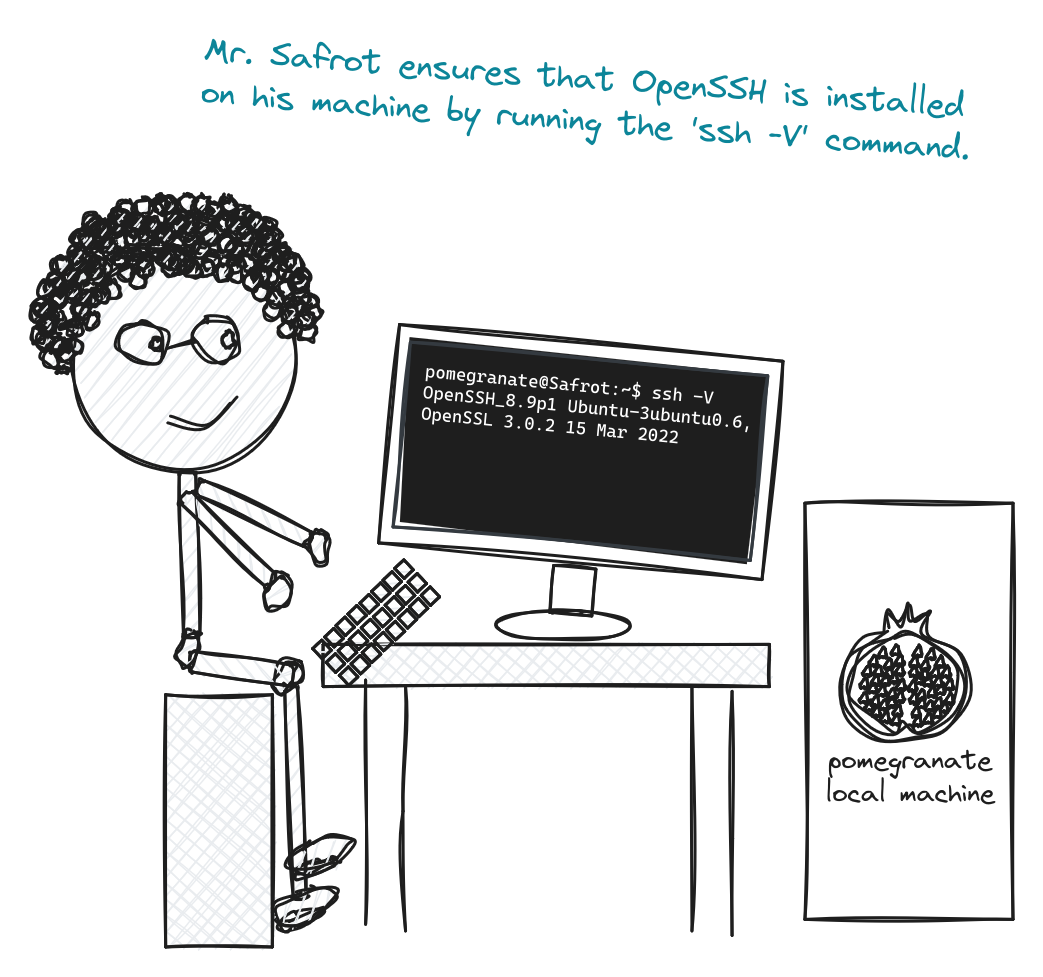 Mr. Safrot ensures that OpenSSH is installed
on his machine by running the 'ssh -V' command.
pomegranate@Safrot:~$ ssh -V
OpenSSH_8.9p1 Ubuntu-3ubuntu0.6,
OpenSSL 3.0.2 15 Mar 2022
pomegranate
local machine